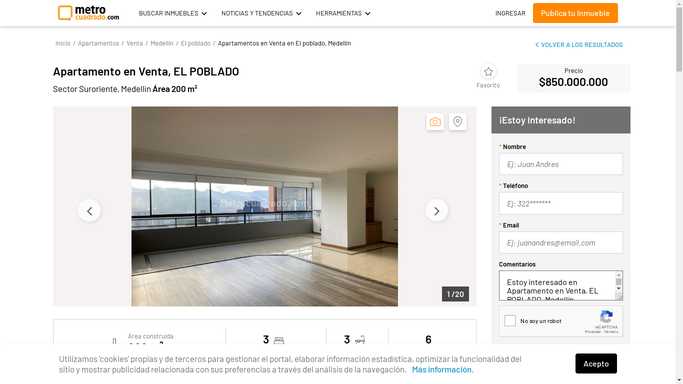 metro
cuadrado.com
BUSCAR INMUEBLES
NOTICIAS Y TENDENCIAS
HERRAMIENTAS
INGRESAR
Publica tu Inmueble
Inicio / Apartamentos / Venta / Medellín / El poblado / Apartamentos en Venta en El poblado, Medellín
VOLVER A LOS RESULTADOS
Apartamento en Venta, EL POBLADO
Sector Suroriente, Medellín Área 200 m²
Favorito
Precio
$850.000.000
1 / 20
¡Estoy Interesado!
* Nombre
Ej: Juan Andres
* Teléfono
Ej: 322*******
* Email
Ej: juanandres@email.com
Comentarios
Estoy interesado en
Apartamento en Venta, EL
POBLADO, Medellín
No soy un robot
reCAPTCHA
Privacidad - Términos
Área construida
3
3
6
Utilizamos 'cookies' propias y de terceros para gestionar el portal, elaborar información estadística, optimizar la funcionalidad del
sitio y mostrar publicidad relacionada con sus preferencias a través del análisis de la navegación. Más información.
Acepto